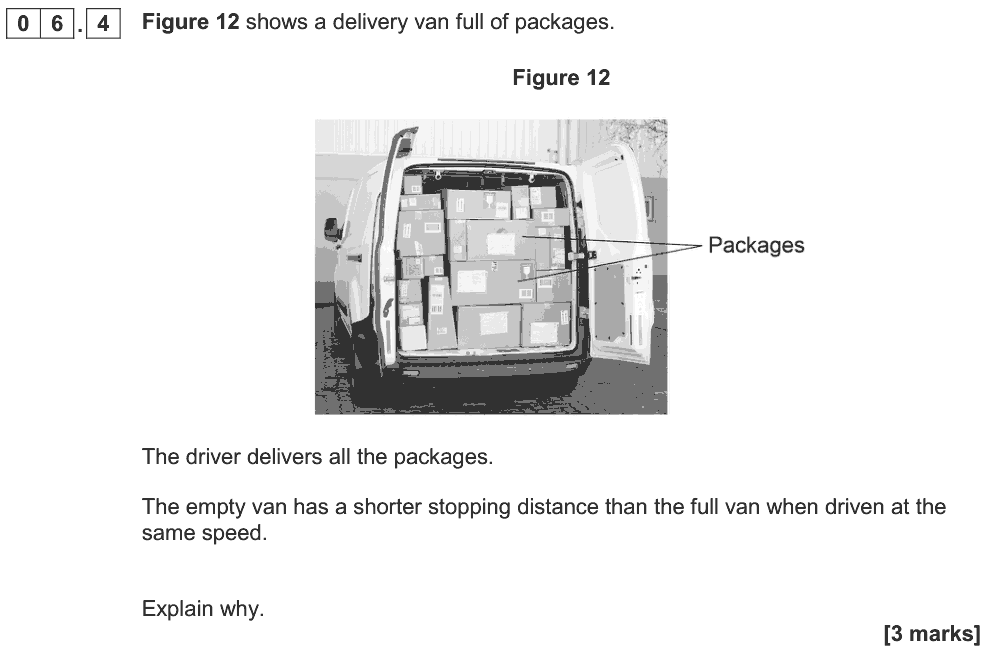 0 6 . 4 Figure 12 shows a delivery van full of packages.
Figure 12
Packages
The driver delivers all the packages.
The empty van has a shorter stopping distance than the full van when driven at the
same speed.
Explain why.
[3 marks]